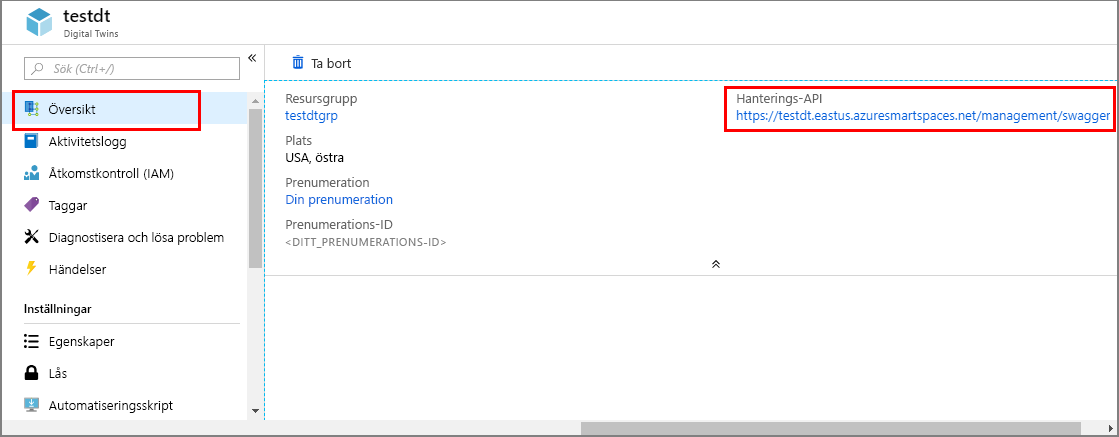 testdt
Digital Twins
Sök (Ctrl+/)
Översikt
Aktivitetslogg
Åtkomstkontroll (IAM)
Taggar
Diagnostisera och lösa problem
Händelser
Inställningar
Egenskaper
Lås
Automatiseringsskript
Ta bort
Resursgrupp
testdtgrp
Plats
USA, östra
Prenumeration
Din prenumeration
Prenumerations-ID
<DITT_PRENUMERATIONS-ID>
Hanterings-API
https://testdt.eastus.azuresmartspaces.net/management/swagger